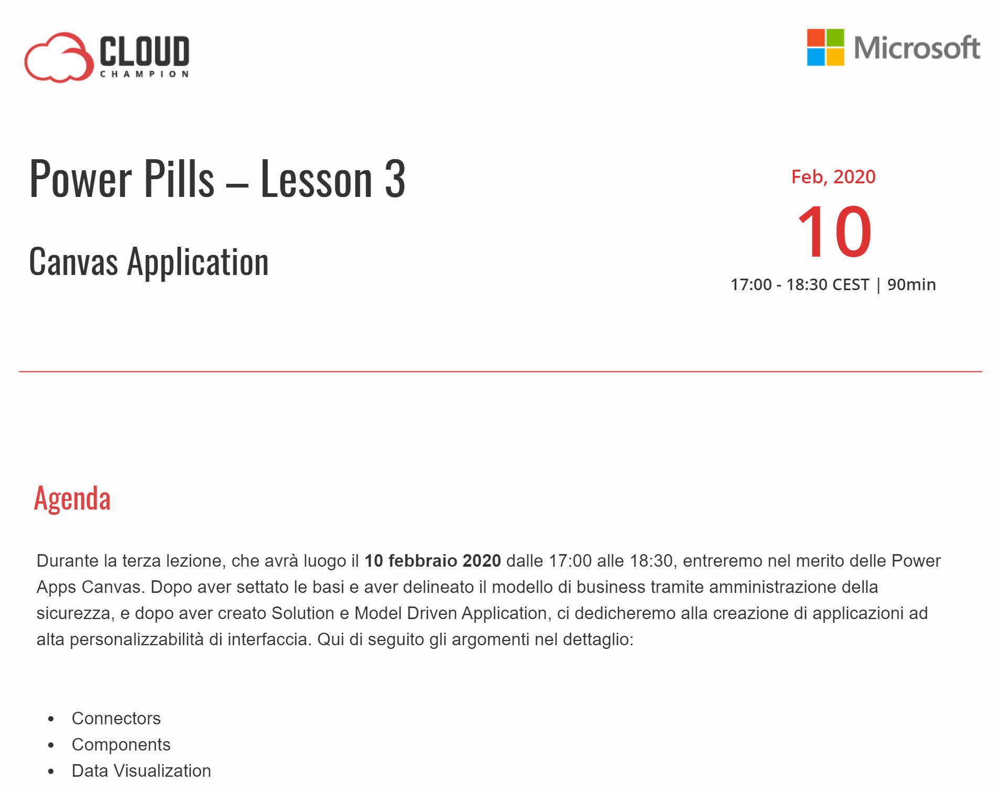 CLOUD
CHAMPION
Microsoft
Power Pills – Lesson 3
Canvas Application
Feb, 2020
10
17:00 - 18:30 CEST | 90min
Agenda
Durante la terza lezione, che avrà luogo il 10 febbraio 2020 dalle 17:00 alle 18:30, entreremo nel merito delle Power
Apps Canvas. Dopo aver settato le basi e aver delineato il modello di business tramite amministrazione della
sicurezza, e dopo aver creato Solution e Model Driven Application, ci dedicheremo alla creazione di applicazioni ad
alta personalizzabilità di interfaccia. Qui di seguito gli argomenti nel dettaglio:
• Connectors
• Components
• Data Visualization